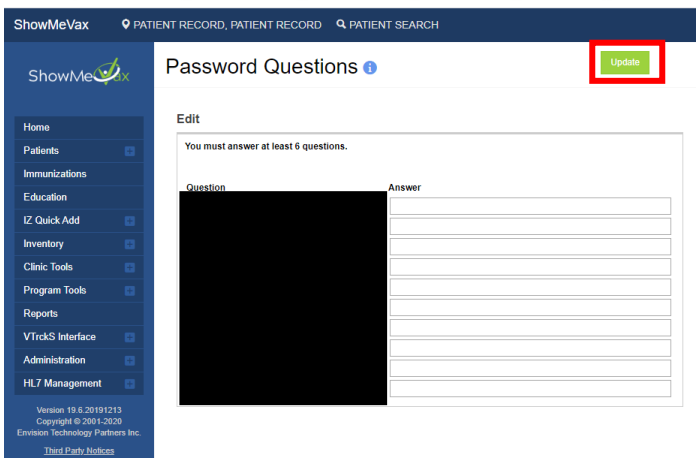 ShowMeVax PATIENT RECORD, PATIENT RECORD PATIENT SEARCH
ShowMeVax
Password Questions
Update
Home
Patients
Immunizations
Education
IZ Quick Add
Inventory
Clinic Tools
Program Tools
Reports
VTrckS Interface
Administration
HL7 Management
Version 19.6.20191213
Copyright © 2001-2020
Envision Technology Partners Inc.
Third Party Notices
Edit
You must answer at least 6 questions.
Question Answer